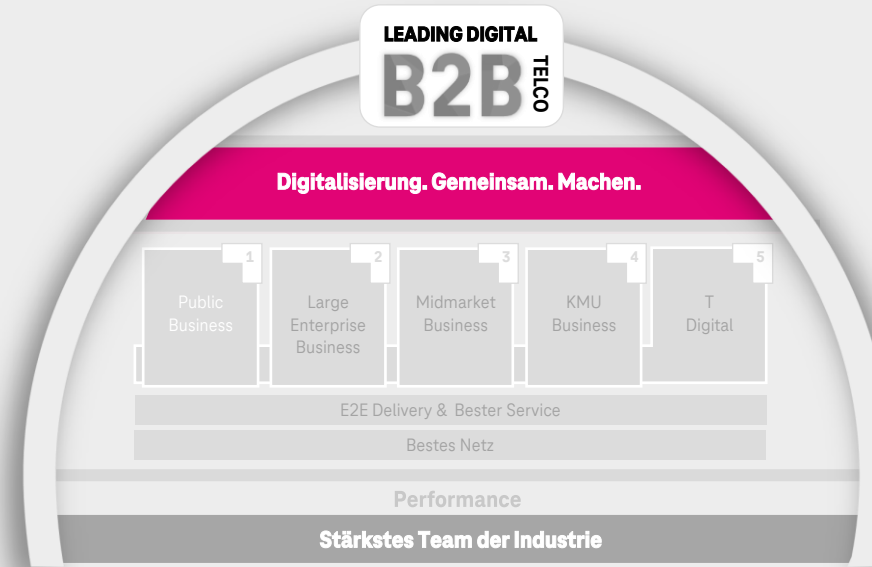 LEADING DIGITAL
B2B
TELCO
Digitalisierung. Gemeinsam. Machen.
1
Public
Business
2
Large
Enterprise
Business
3
Midmarket
Business
4
KMU
Business
5
T
Digital
E2E Delivery & Bester Service
Bestes Netz
Performance
Stärkstes Team der Industrie